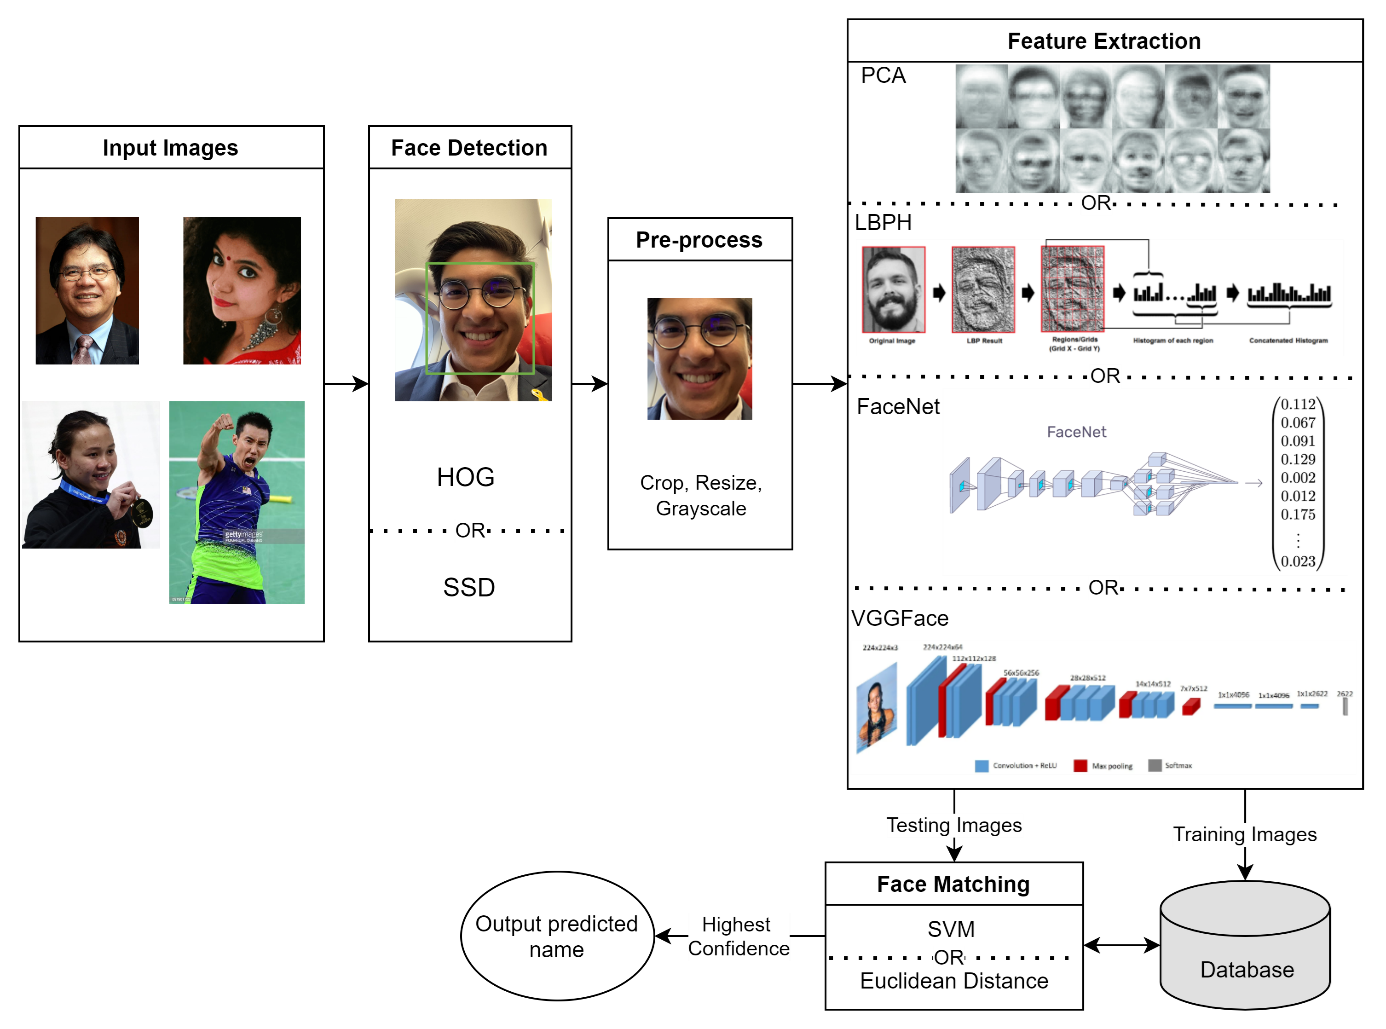 Input Images
Face Detection
HOG
OR
SSD
Pre-process
Crop, Resize,
Grayscale
Feature Extraction
PCA
OR
LBPH
Original Image
LBP Result
Regions/Grids
(Grid X - Grid Y)
Histogram of each region
Concatenated Histogram
OR
FaceNet
FaceNet
0.112
0.067
0.091
0.129
0.002
0.012
0.175
⋮
0.023
OR
VGGFace
224x224x3
224x224x64
112x112x128
56x56x256
28x28x512
14x14x512
7x7x512
1x1x4096
1x1x4096
1x1x2622
2622
Convolution + ReLU
Max pooling
Softmax
Testing Images
Training Images
Face Matching
SVM
OR
Euclidean Distance
Highest
Confidence
Output predicted
name
Database
gettyimages